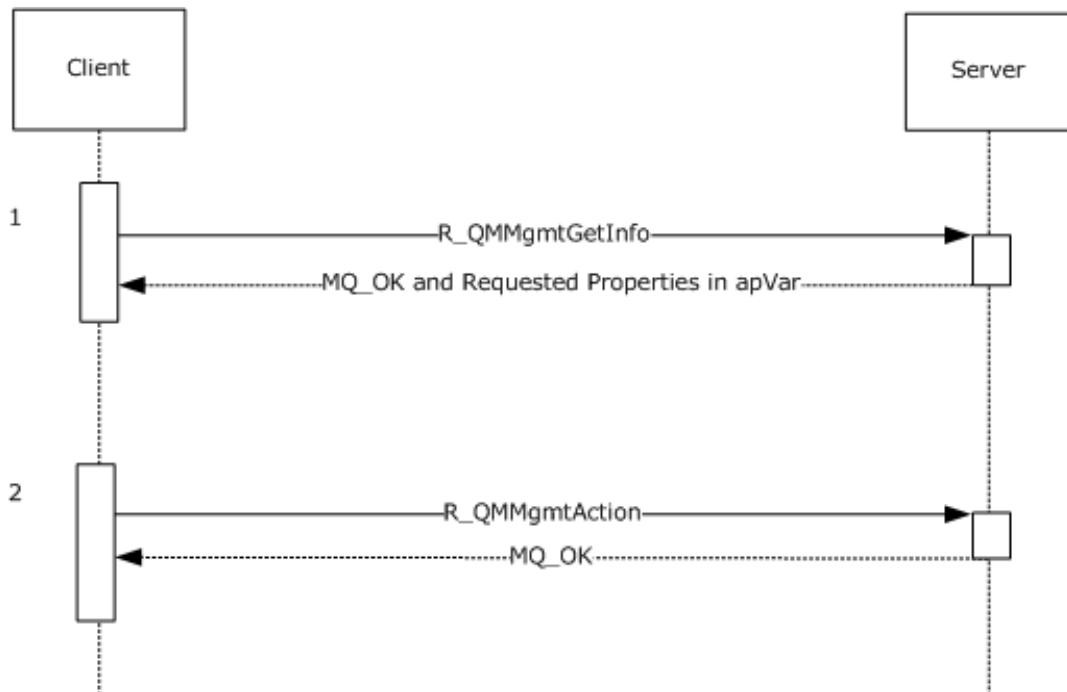 Client
Server
1
R_QMMgmtGetInfo
MQ_OK and Requested Properties in apVar
2
R_QMMgmtAction
MQ_OK